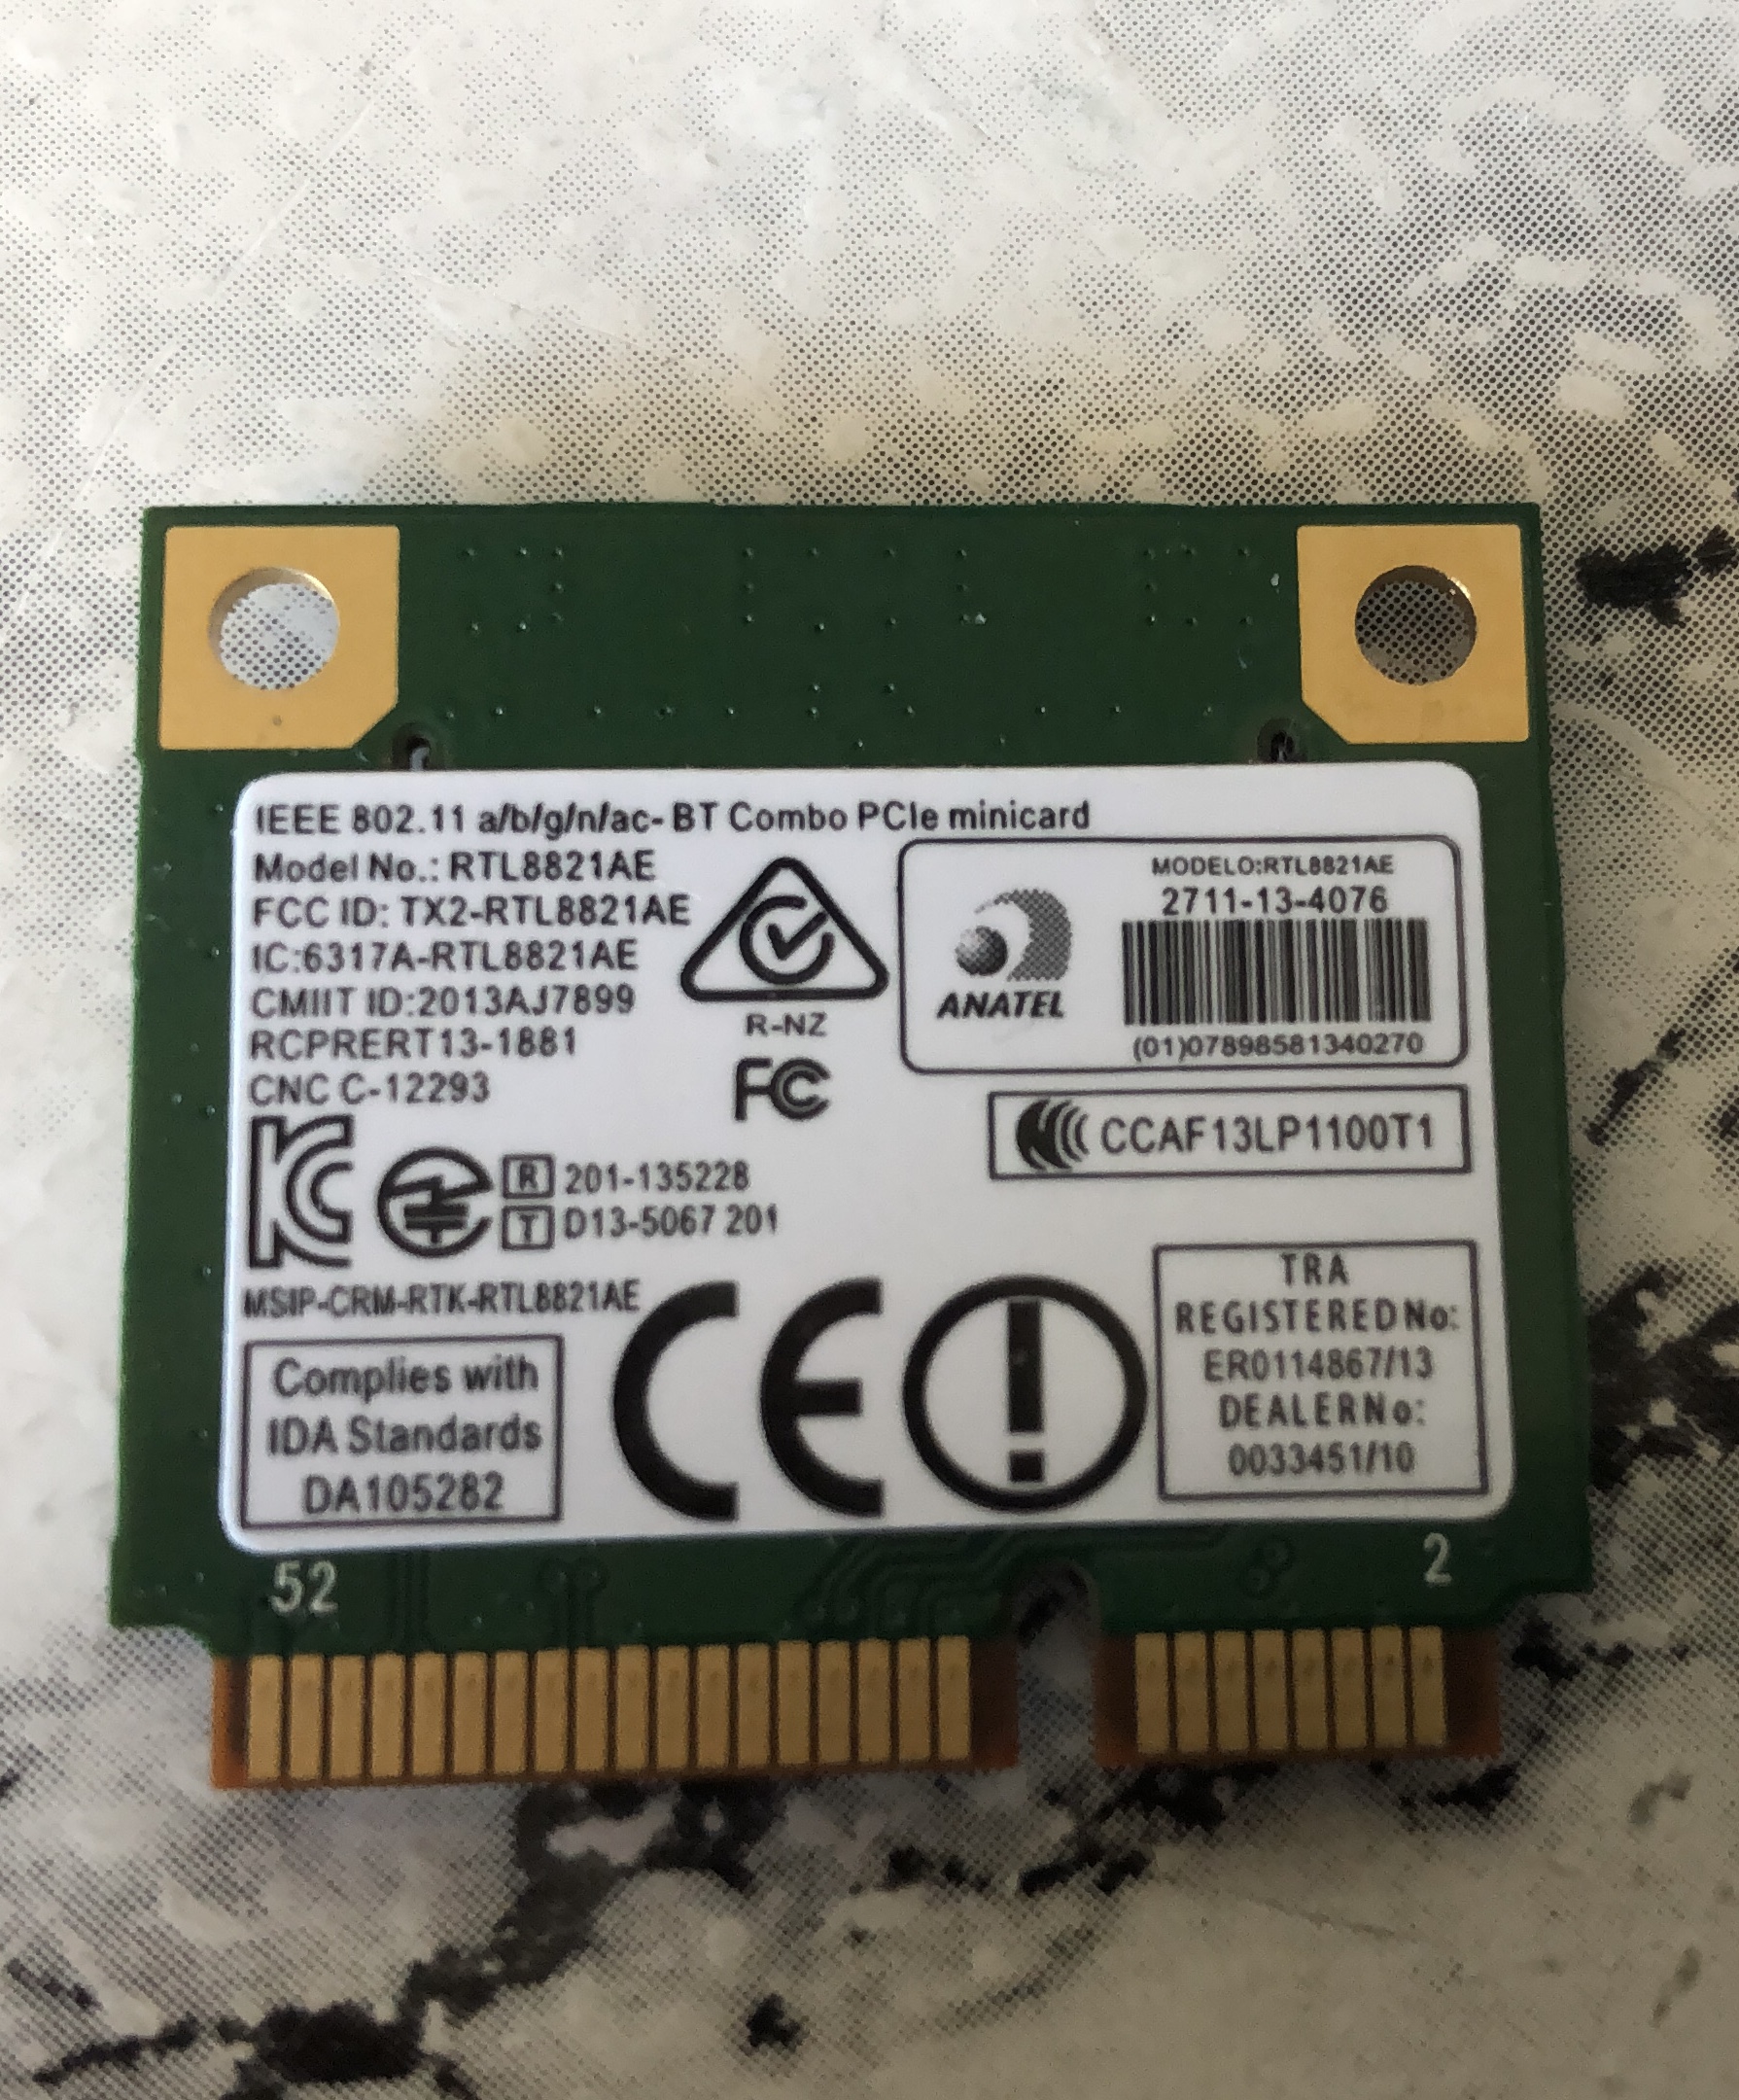 IEEE 802.11 a/b/g/n/ac- BT Combo PCIe minicard
Model No.: RTL8821AE
FCC ID: TX2-RTL8821AE
IC:6317A-RTL8821AE
CMIIT ID:2013AJ7899
RCPRERT13-1881
CNC C-12293
R-NZ
FC
MODELO:RTL8821AE
2711-13-4076
ANATEL
(01)07898581340270
CCAF13LP1100T1
R 201-135228
T D13-5067 201
MSIP-CRM-RTK-RTL8821AE
Complies with
IDA Standards
DA105282
CE
TRA
REGISTERED No:
ER0114867/13
DEALER No:
0033451/10
52
2